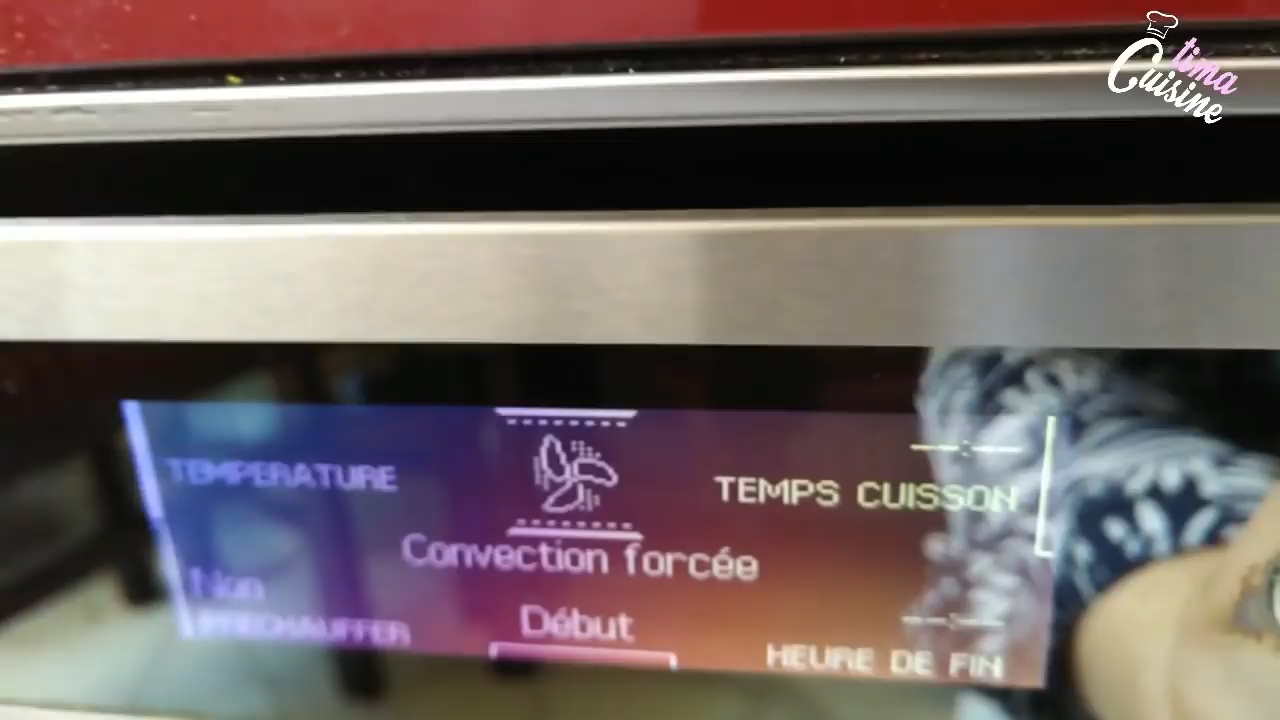 Cuisine tima
TEMPERATURE
TEMPS CUISSON
Convection forcée
Non
Début
HEURE DE FIN